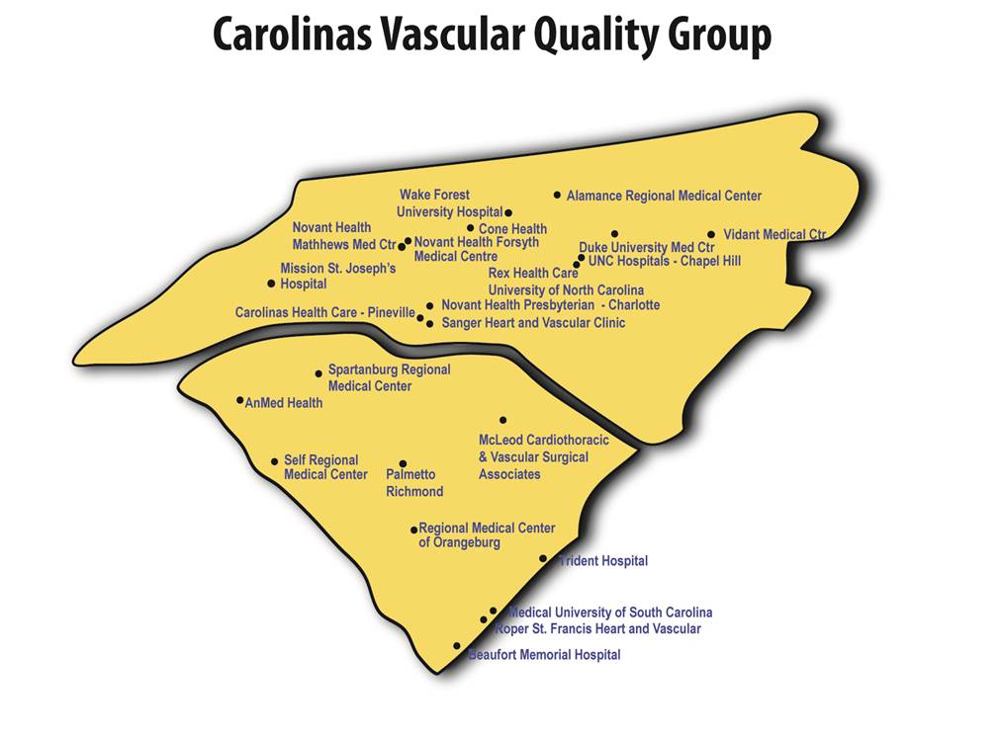 Carolinas Vascular Quality Group
Wake Forest
University Hospital
Alamance Regional Medical Center
Novant Health
Mathhews Med Ctr
Cone Health
Novant Health Forsyth
Medical Centre
Vidant Medical Ctr
Duke University Med Ctr
UNC Hospitals - Chapel Hill
Mission St. Joseph's
Hospital
Rex Health Care
University of North Carolina
Carolinas Health Care - Pineville
Novant Health Presbyterian - Charlotte
Sanger Heart and Vascular Clinic
Spartanburg Regional
Medical Center
AnMed Health
McLeod Cardiothoracic
& Vascular Surgical
Associates
Self Regional
Medical Center
Palmetto
Richmond
Regional Medical Center
of Orangeburg
Trident Hospital
Medical University of South Carolina
Roper St. Francis Heart and Vascular
Beaufort Memorial Hospital